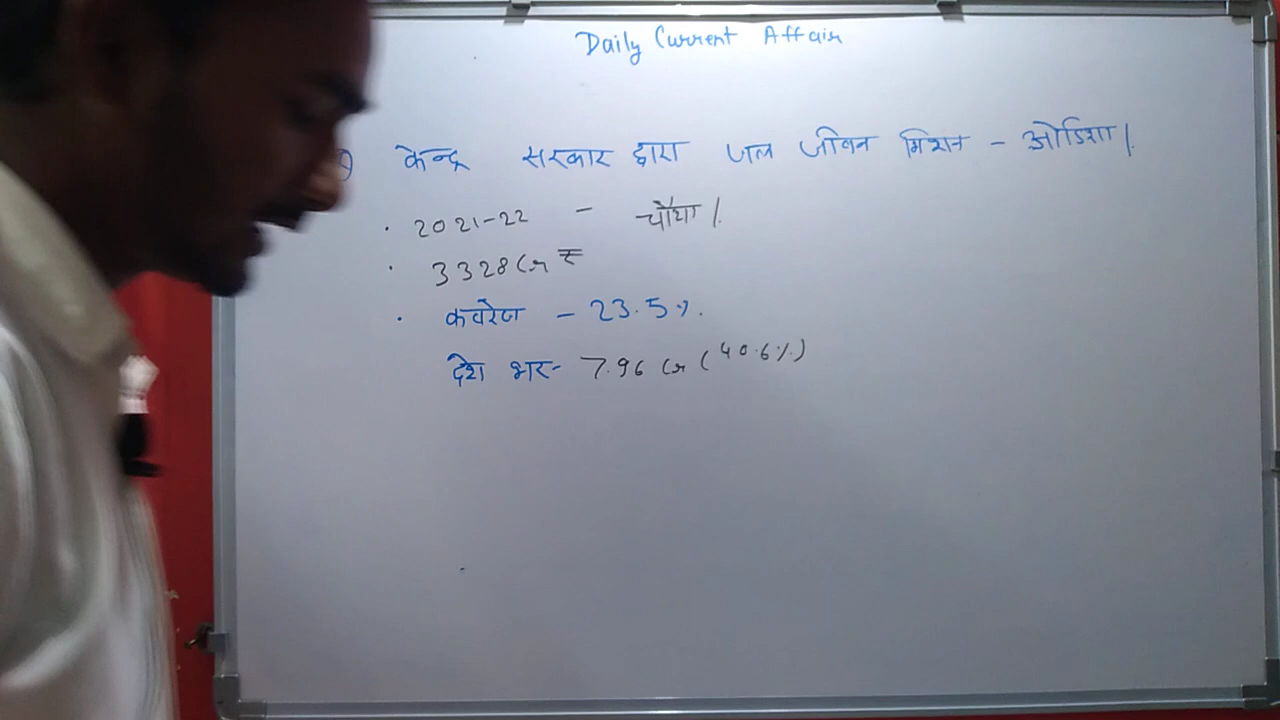 Daily Current Affair
केन्द्र सरकार द्वारा जल जीवन मिशन - ओडिशा।
· 2021-22 - चौथा।
· 3328 Cr ₹
· कवरेज - 23.5%.
देश भर- 7.96 Cr (40.6%)